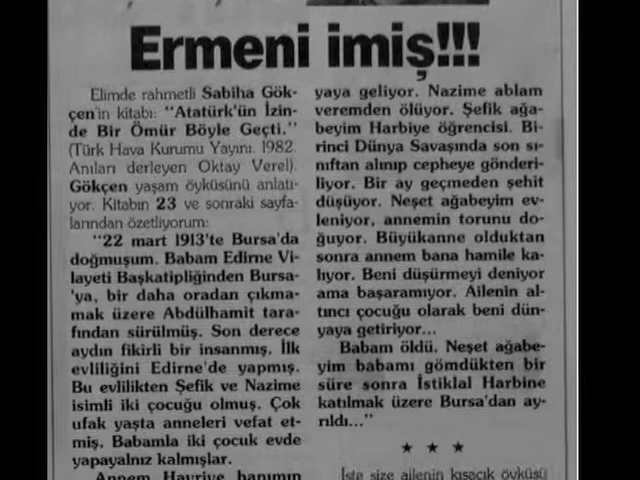 Ermeni imiş!!!
Elimde rahmetli Sabiha Gök-
çen'in kitabı: "Atatürk'ün İzin-
de Bir Ömür Böyle Geçti."
(Türk Hava Kurumu Yayını. 1982.
Anıları derleyen Oktay Verel).
Gökçen yaşam öyküsünü anlatı-
yor. Kitabın 23 ve sonraki sayfa-
larından özetliyorum:
"22 mart 1913'te Bursa'da
doğmuşum. Babam Edirne Vi-
layeti Başkatipliğinden Bursa-
'ya, bir daha oradan çıkma-
mak üzere Abdülhamit tara-
fından sürülmüş. Son derece
aydın fikirli bir insanmış. İlk
evliliğini Edirne'de yapmış.
Bu evlilikten Şefik ve Nazime
isimli iki çocuğu olmuş. Çok
ufak yaşta anneleri vefat et-
miş. Babamla iki çocuk evde
yapayalnız kalmışlar.
Annem Hayriye hanımın
yaya geliyor. Nazime ablam
veremden ölüyor. Şefik ağa-
beyim Harbiye öğrencisi. Bi-
rinci Dünya Savaşında son sı-
nıftan alınıp cepheye gönderi-
liyor. Bir ay geçmeden şehit
düşüyor. Neşet ağabeyim ev-
leniyor, annemin torunu do-
ğuyor. Büyükanne olduktan
sonra annem bana hamile ka-
lıyor. Beni düşürmeyi deniyor
ama başaramıyor. Ailenin al-
tıncı çocuğu olarak beni dün-
yaya getiriyor...
Babam öldü. Neşet ağabe-
yim babamı gömdükten bir
süre sonra İstiklal Harbine
katılmak üzere Bursa'dan ay-
rıldı..."
★ ★ ★
İşte size ailenin kısacık öyküsü